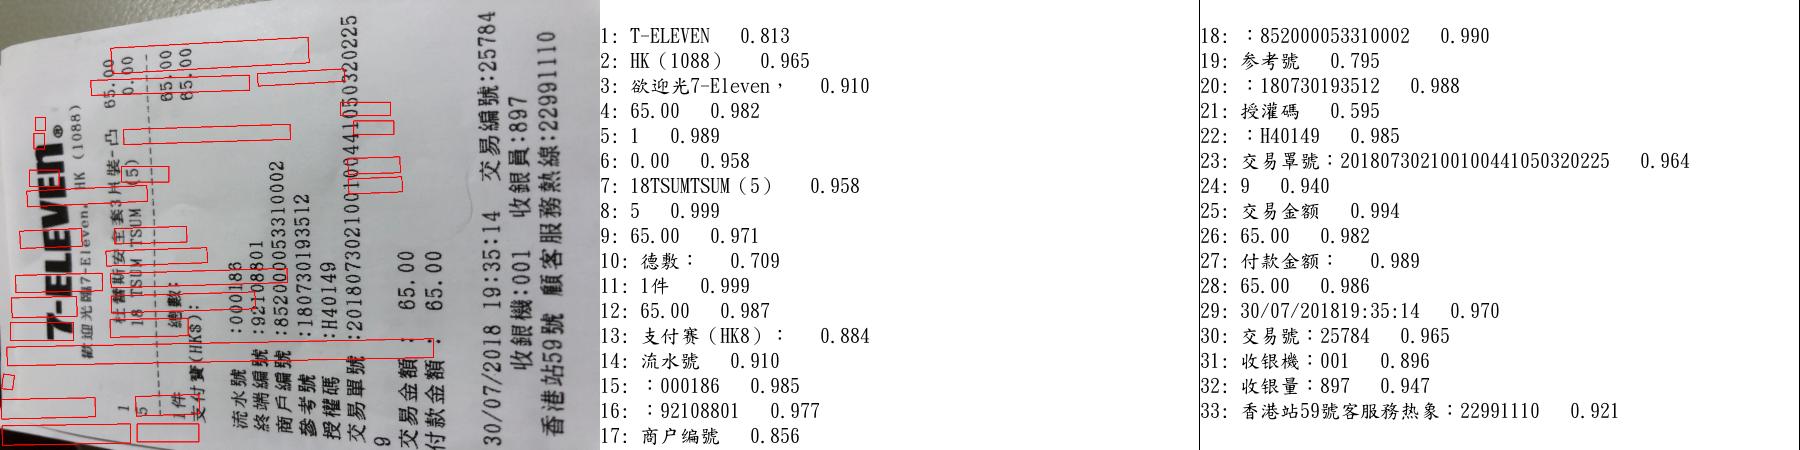 7-ELEVEN®
歡迎光臨7-Eleven, HK (1088)
1 杜蕾斯安全套3片裝-凸 65.00
5 18 TSUM TSUM (5) 0.00
1件 總數: 65.00
支付寶(HK$): 65.00
流水號 :000186
終端編號 :92108801
商戶編號 :852000053310002
參考號 :180730193512
授權碼 :H40149
交易單號 :201807302100100441050320225
9
交易金額 : 65.00
付款金額 : 65.00
30/07/2018 19:35:14 交易編號:25784
收銀機:001 收銀員:897
香港站59號 顧客服務熱線:22991110
1: T-ELEVEN 0.813
2: HK（1088） 0.965
3: 欲迎光7-Eleven， 0.910
4: 65.00 0.982
5: 1 0.989
6: 0.00 0.958
7: 18TSUMTSUM（5） 0.958
8: 5 0.999
9: 65.00 0.971
10: 德敷： 0.709
11: 1件 0.999
12: 65.00 0.987
13: 支付赛（HK8）： 0.884
14: 流水號 0.910
15: ：000186 0.985
16: ：92108801 0.977
17: 商户编號 0.856
18: ：852000053310002 0.990
19: 参考號 0.795
20: ：180730193512 0.988
21: 授灌碼 0.595
22: ：H40149 0.985
23: 交易罩號：201807302100100441050320225 0.964
24: 9 0.940
25: 交易金额 0.994
26: 65.00 0.982
27: 付款金额： 0.989
28: 65.00 0.986
29: 30/07/201819:35:14 0.970
30: 交易號：25784 0.965
31: 收银機：001 0.896
32: 收银量：897 0.947
33: 香港站59號客服務热象：22991110 0.921